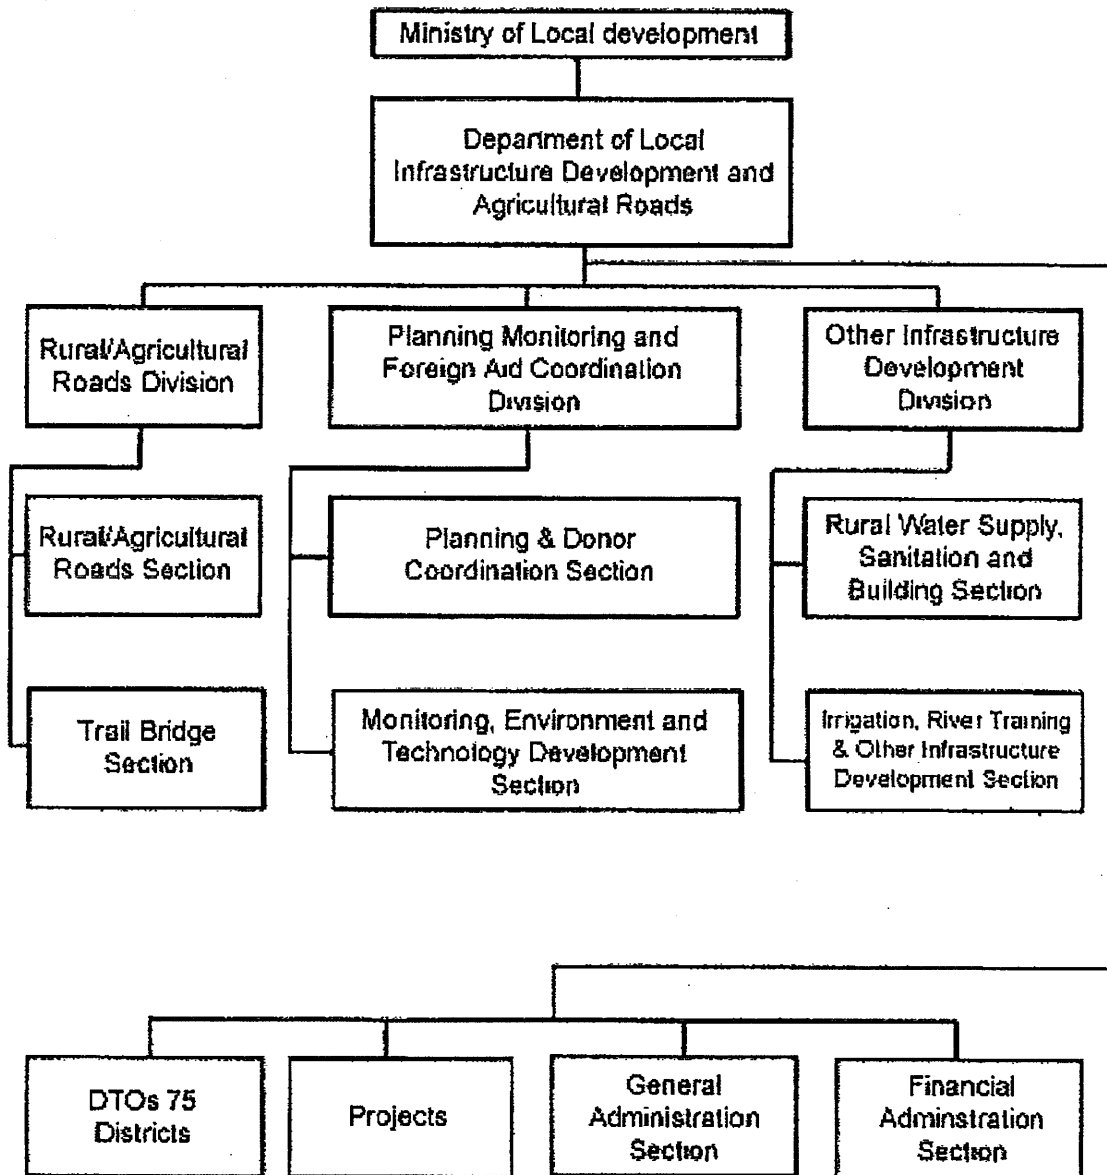 Ministry of Local development
Department of Local
Infrastructure Development and
Agricultural Roads
Rural/Agricultural
Roads Division
Planning Monitoring and
Foreign Aid Coordination
Division
Other Infrastructure
Development
Division
Rural/Agricultural
Roads Section
Planning & Donor
Coordination Section
Rural Water Supply,
Sanitation and
Building Section
Trail Bridge
Section
Monitoring, Environment and
Technology Development
Section
Irrigation, River Training
& Other Infrastructure
Development Section
DTOs 75
Districts
Projects
General
Administration
Section
Financial
Adminstration
Section